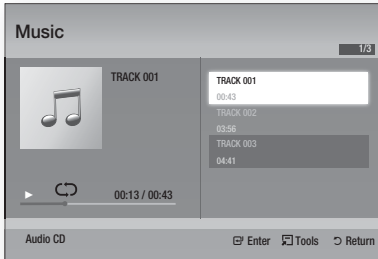 Music
1/3
TRACK 001
00:13 / 00:43
TRACK 001
00:43
TRACK 002
03:56
TRACK 003
04:41
Audio CD Enter Tools Return